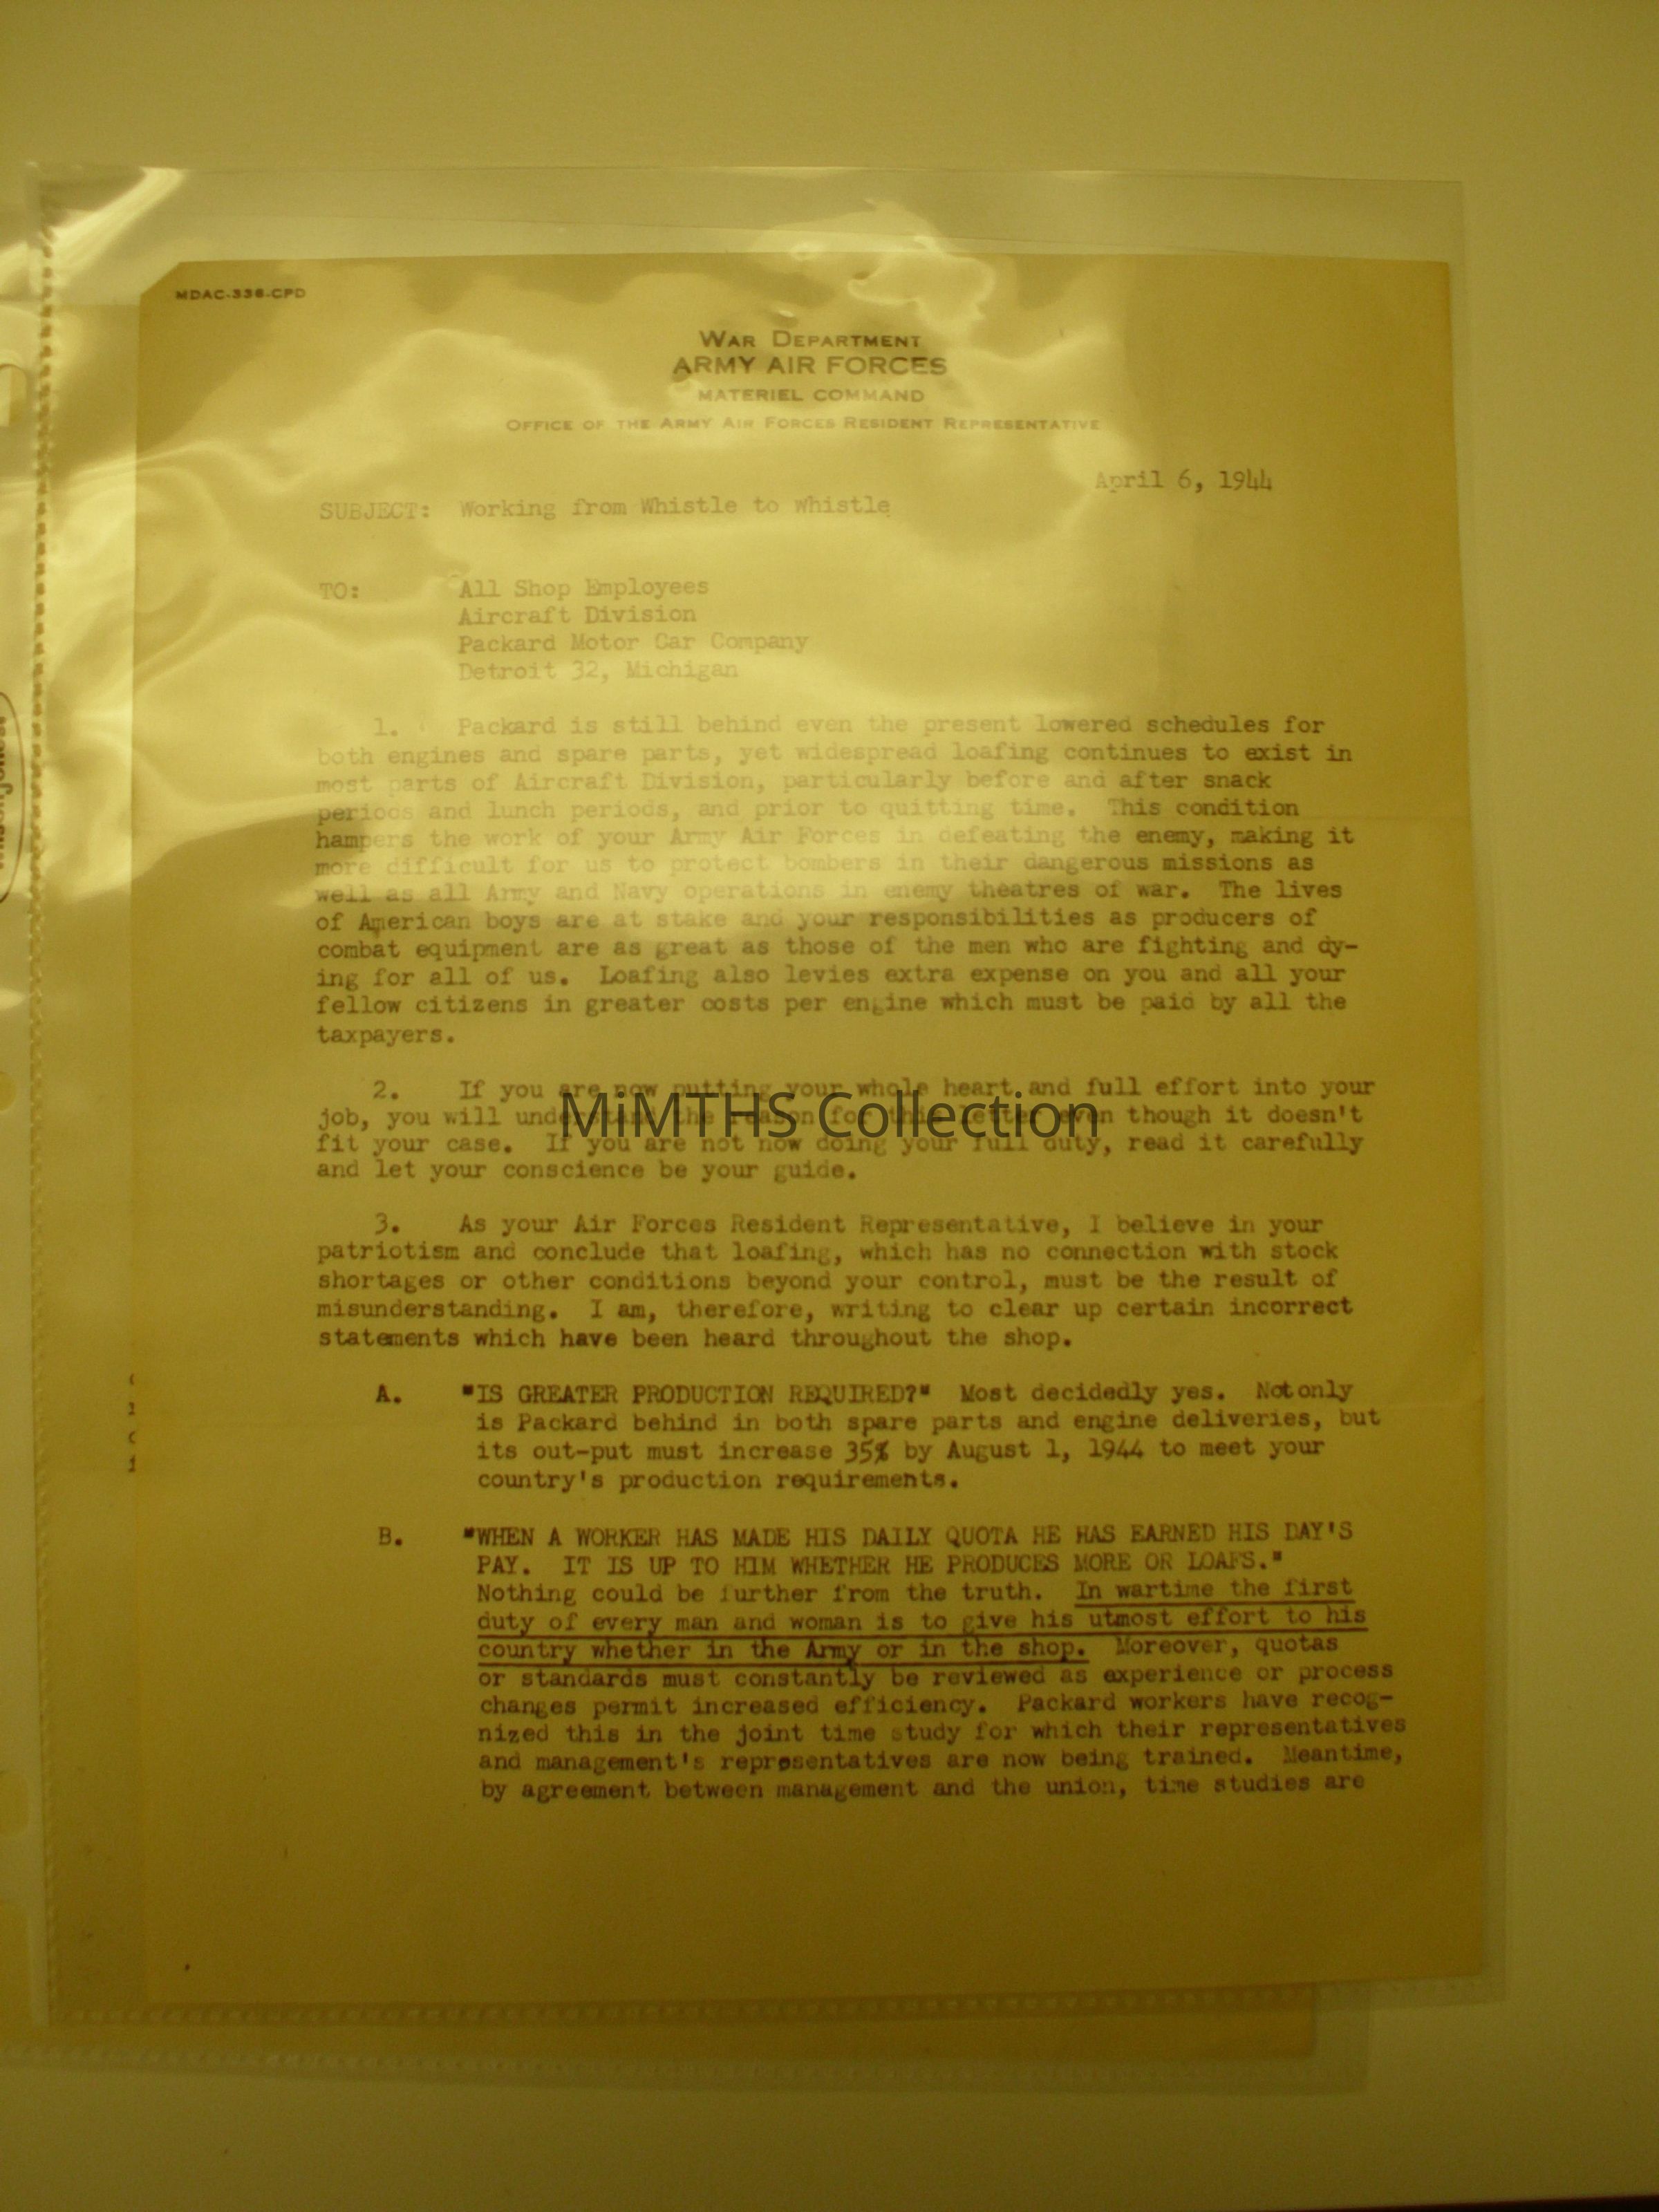 MDAC-336-CPD
WAR DEPARTMENT
ARMY AIR FORCES
MATERIEL COMMAND
OFFICE OF THE ARMY AIR FORCES RESIDENT REPRESENTATIVE
April 6, 1944
SUBJECT: Working from Whistle to Whistle
TO: All Shop Employees
Aircraft Division
Packard Motor Car Company
Detroit 32, Michigan
1. Packard is still behind even the present lowered schedules for
both engines and spare parts, yet widespread loafing continues to exist in
most parts of Aircraft Division, particularly before and after snack
periods and lunch periods, and prior to quitting time. This condition
hampers the work of your Army Air Forces in defeating the enemy, making it
more difficult for us to protect bombers in their dangerous missions as
well as all Army and Navy operations in enemy theatres of war. The lives
of American boys are at stake and your responsibilities as producers of
combat equipment are as great as those of the men who are fighting and dy-
ing for all of us. Loafing also levies extra expense on you and all your
fellow citizens in greater costs per engine which must be paid by all the
taxpayers.
2. If you are now putting your whole heart and full effort into your
job, you will understand the reason for this letter even though it doesn't
fit your case. If you are not now doing your full duty, read it carefully
and let your conscience be your guide.
MiMTHS Collection
3. As your Air Forces Resident Representative, I believe in your
patriotism and conclude that loafing, which has no connection with stock
shortages or other conditions beyond your control, must be the result of
misunderstanding. I am, therefore, writing to clear up certain incorrect
statements which have been heard throughout the shop.
A. "IS GREATER PRODUCTION REQUIRED?" Most decidedly yes. Not only
is Packard behind in both spare parts and engine deliveries, but
its out-put must increase 35% by August 1, 1944 to meet your
country's production requirements.
B. "WHEN A WORKER HAS MADE HIS DAILY QUOTA HE HAS EARNED HIS DAY'S
PAY. IT IS UP TO HIM WHETHER HE PRODUCES MORE OR LOAFS."
Nothing could be further from the truth. In wartime the first
duty of every man and woman is to give his utmost effort to his
country whether in the Army or in the shop. Moreover, quotas
or standards must constantly be reviewed as experience or process
changes permit increased efficiency. Packard workers have recog-
nized this in the joint time study for which their representatives
and management's representatives are now being trained. Meantime,
by agreement between management and the union, time studies are